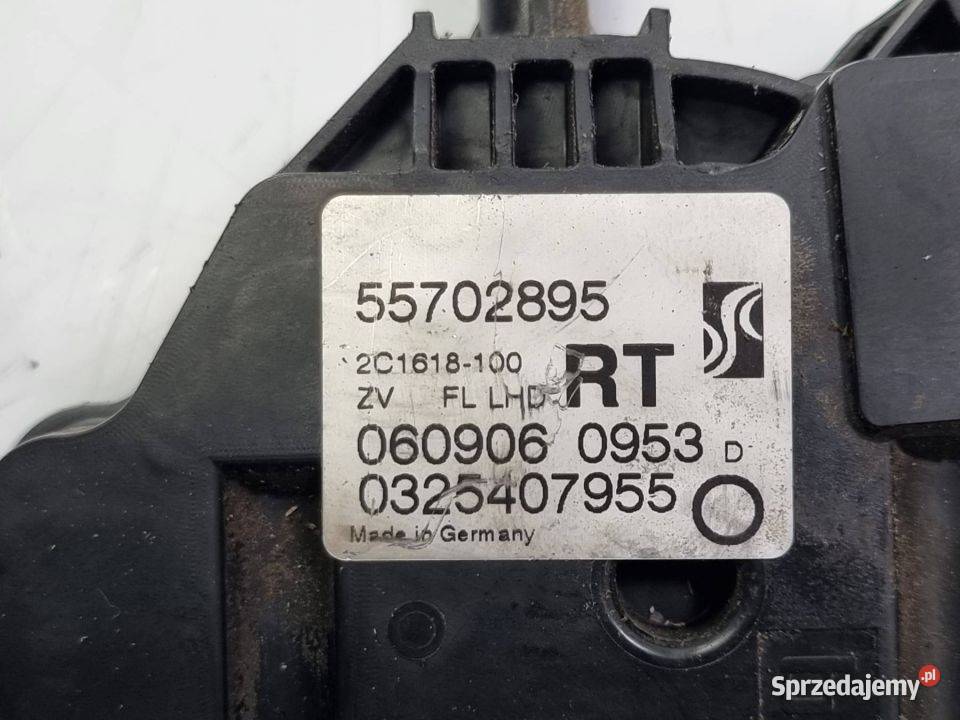 55702895
2C1618-100
RT
ZV FL LHD
060906 0953 D
0325407955
Made in Germany
Sprzedajemy.pl